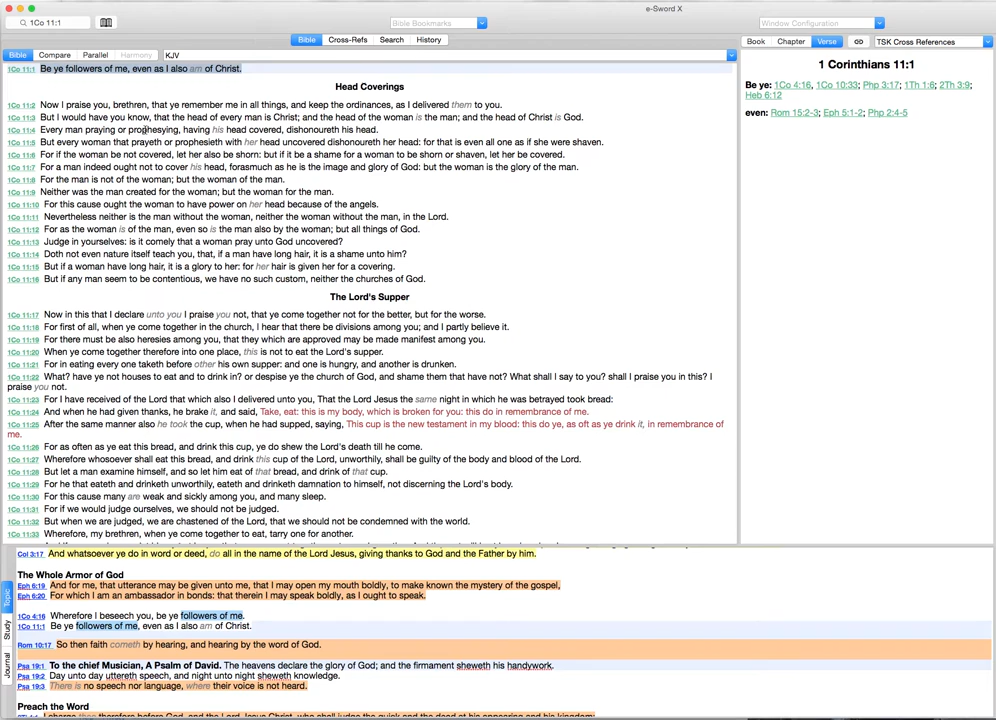 e-Sword X
1Co 11:1
Bible Bookmarks
Window Configuration
Bible Cross-Refs Search History
Book Chapter Verse TSK Cross References
Bible Compare Parallel Harmony KJV
1Co 11:1 Be ye followers of me, even as I also am of Christ.
Head Coverings
1Co 11:2 Now I praise you, brethren, that ye remember me in all things, and keep the ordinances, as I delivered them to you.
1Co 11:3 But I would have you know, that the head of every man is Christ; and the head of the woman is the man; and the head of Christ is God.
1Co 11:4 Every man praying or prophesying, having his head covered, dishonoureth his head.
1Co 11:5 But every woman that prayeth or prophesieth with her head uncovered dishonoureth her head: for that is even all one as if she were shaven.
1Co 11:6 For if the woman be not covered, let her also be shorn: but if it be a shame for a woman to be shorn or shaven, let her be covered.
1Co 11:7 For a man indeed ought not to cover his head, forasmuch as he is the image and glory of God: but the woman is the glory of the man.
1Co 11:8 For the man is not of the woman; but the woman of the man.
1Co 11:9 Neither was the man created for the woman; but the woman for the man.
1Co 11:10 For this cause ought the woman to have power on her head because of the angels.
1Co 11:11 Nevertheless neither is the man without the woman, neither the woman without the man, in the Lord.
1Co 11:12 For as the woman is of the man, even so is the man also by the woman; but all things of God.
1Co 11:13 Judge in yourselves: is it comely that a woman pray unto God uncovered?
1Co 11:14 Doth not even nature itself teach you, that, if a man have long hair, it is a shame unto him?
1Co 11:15 But if a woman have long hair, it is a glory to her: for her hair is given her for a covering.
1Co 11:16 But if any man seem to be contentious, we have no such custom, neither the churches of God.
The Lord's Supper
1Co 11:17 Now in this that I declare unto you I praise you not, that ye come together not for the better, but for the worse.
1Co 11:18 For first of all, when ye come together in the church, I hear that there be divisions among you; and I partly believe it.
1Co 11:19 For there must be also heresies among you, that they which are approved may be made manifest among you.
1Co 11:20 When ye come together therefore into one place, this is not to eat the Lord's supper.
1Co 11:21 For in eating every one taketh before other his own supper: and one is hungry, and another is drunken.
1Co 11:22 What? have ye not houses to eat and to drink in? or despise ye the church of God, and shame them that have not? What shall I say to you? shall I praise you in this? I
praise you not.
1Co 11:23 For I have received of the Lord that which also I delivered unto you, That the Lord Jesus the same night in which he was betrayed took bread:
1Co 11:24 And when he had given thanks, he brake it, and said, Take, eat: this is my body, which is broken for you: this do in remembrance of me.
1Co 11:25 After the same manner also he took the cup, when he had supped, saying, This cup is the new testament in my blood: this do ye, as oft as ye drink it, in remembrance of
me.
1Co 11:26 For as often as ye eat this bread, and drink this cup, ye do shew the Lord's death till he come.
1Co 11:27 Wherefore whosoever shall eat this bread, and drink this cup of the Lord, unworthily, shall be guilty of the body and blood of the Lord.
1Co 11:28 But let a man examine himself, and so let him eat of that bread, and drink of that cup.
1Co 11:29 For he that eateth and drinketh unworthily, eateth and drinketh damnation to himself, not discerning the Lord's body.
1Co 11:30 For this cause many are weak and sickly among you, and many sleep.
1Co 11:31 For if we would judge ourselves, we should not be judged.
1Co 11:32 But when we are judged, we are chastened of the Lord, that we should not be condemned with the world.
1Co 11:33 Wherefore, my brethren, when ye come together to eat, tarry one for another.
1 Corinthians 11:1
Be ye: 1Co 4:16, 1Co 10:33; Php 3:17; 1Th 1:6; 2Th 3:9;
Heb 6:12
even: Rom 15:2-3; Eph 5:1-2; Php 2:4-5
Topic
Study
Journal
Col 3:17 And whatsoever ye do in word or deed, do all in the name of the Lord Jesus, giving thanks to God and the Father by him.
The Whole Armor of God
Eph 6:19 And for me, that utterance may be given unto me, that I may open my mouth boldly, to make known the mystery of the gospel,
Eph 6:20 For which I am an ambassador in bonds: that therein I may speak boldly, as I ought to speak.
1Co 4:16 Wherefore I beseech you, be ye followers of me.
1Co 11:1 Be ye followers of me, even as I also am of Christ.
Rom 10:17 So then faith cometh by hearing, and hearing by the word of God.
Psa 19:1 To the chief Musician, A Psalm of David. The heavens declare the glory of God; and the firmament sheweth his handywork.
Psa 19:2 Day unto day uttereth speech, and night unto night sheweth knowledge.
Psa 19:3 There is no speech nor language, where their voice is not heard.
Preach the Word